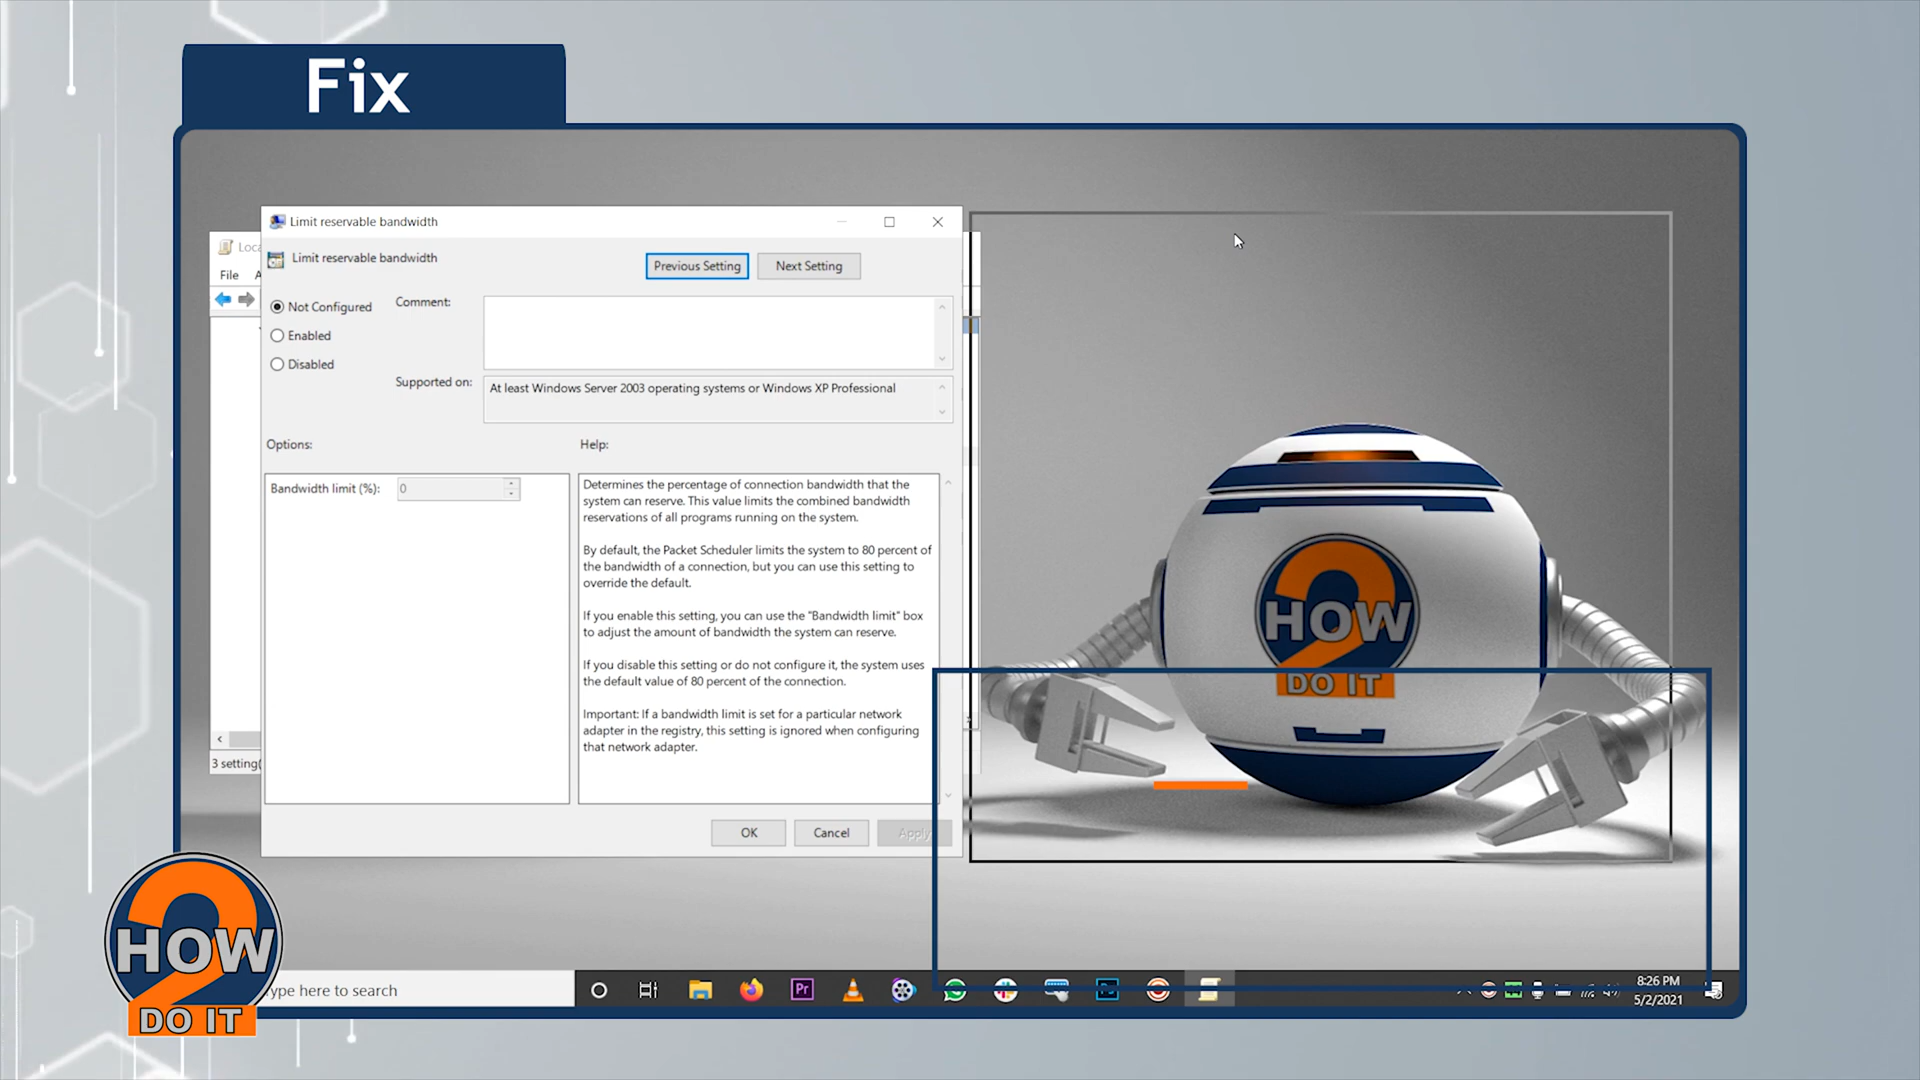 Fix
Limit reservable bandwidth
Loca
Limit reservable bandwidth
Previous Setting
Next Setting
File
Not Configured
Comment:
Enabled
Disabled
Supported on:
At least Windows Server 2003 operating systems or Windows XP Professional
Options:
Help:
Bandwidth limit (%):
0
Determines the percentage of connection bandwidth that the
system can reserve. This value limits the combined bandwidth
reservations of all programs running on the system.
By default, the Packet Scheduler limits the system to 80 percent of
the bandwidth of a connection, but you can use this setting to
override the default.
If you enable this setting, you can use the "Bandwidth limit" box
to adjust the amount of bandwidth the system can reserve.
If you disable this setting or do not configure it, the system uses
the default value of 80 percent of the connection.
Important: If a bandwidth limit is set for a particular network
adapter in the registry, this setting is ignored when configuring
that network adapter.
3 setting(
OK
Cancel
Apply
2
HOW
DO IT
2
HOW
DO IT
ype here to search
Pr
8:26 PM
5/2/2021